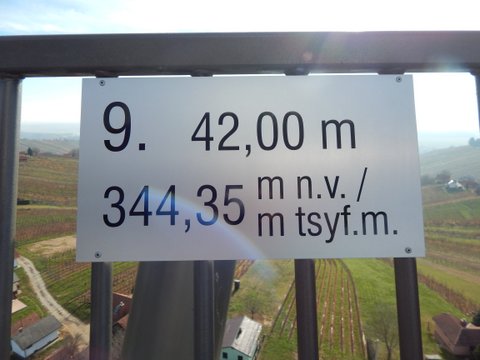 9. 42,00 m
344,35 m n.v. /
m tsyf.m.